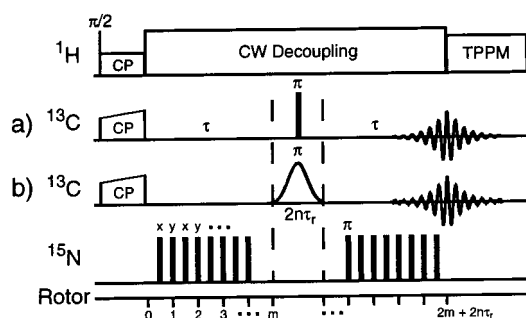 π/2
¹H CP CW Decoupling TPPM
π
a) ¹³C CP τ τ
π
b) ¹³C CP 2nτᵣ
x y x y ··· π
¹⁵N
Rotor
0 1 2 3 ··· m ··· 2m + 2nτᵣ